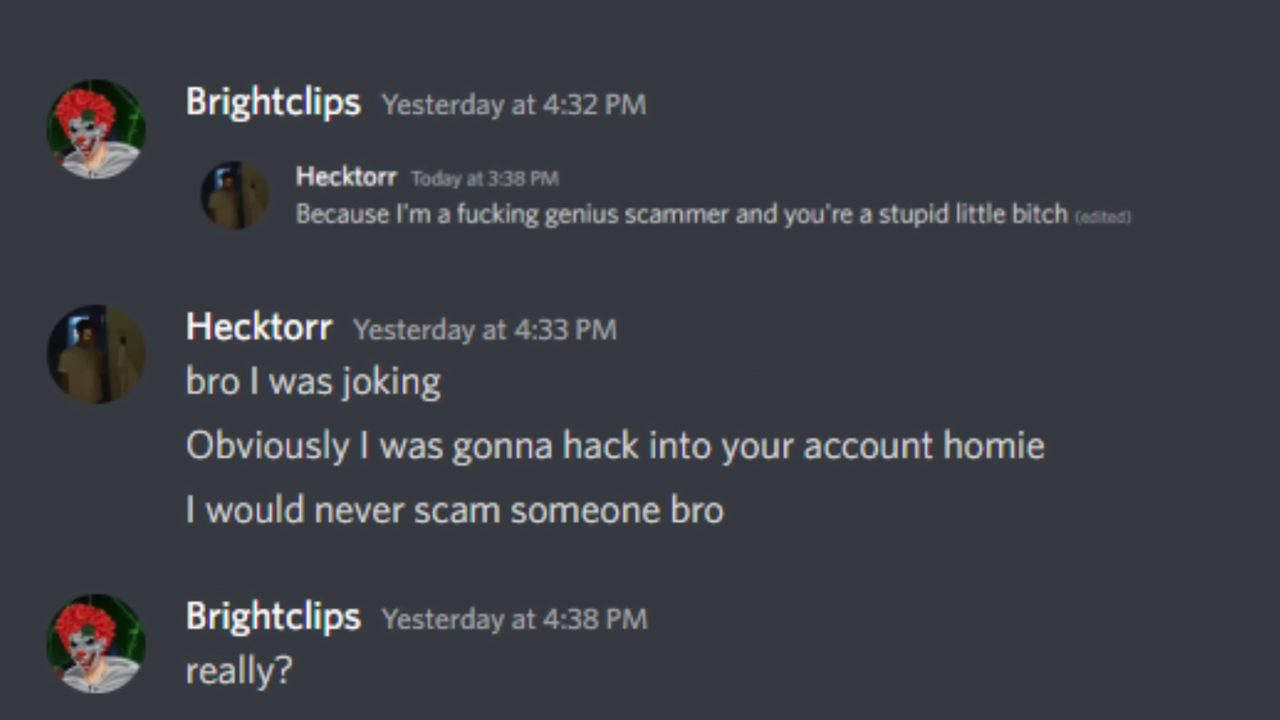 Brightclips Yesterday at 4:32 PM
Hecktorr Today at 3:38 PM
Because I'm a fucking genius scammer and you're a stupid little bitch (edited)
Hecktorr Yesterday at 4:33 PM
bro I was joking
Obviously I was gonna hack into your account homie
I would never scam someone bro
Brightclips Yesterday at 4:38 PM
really?